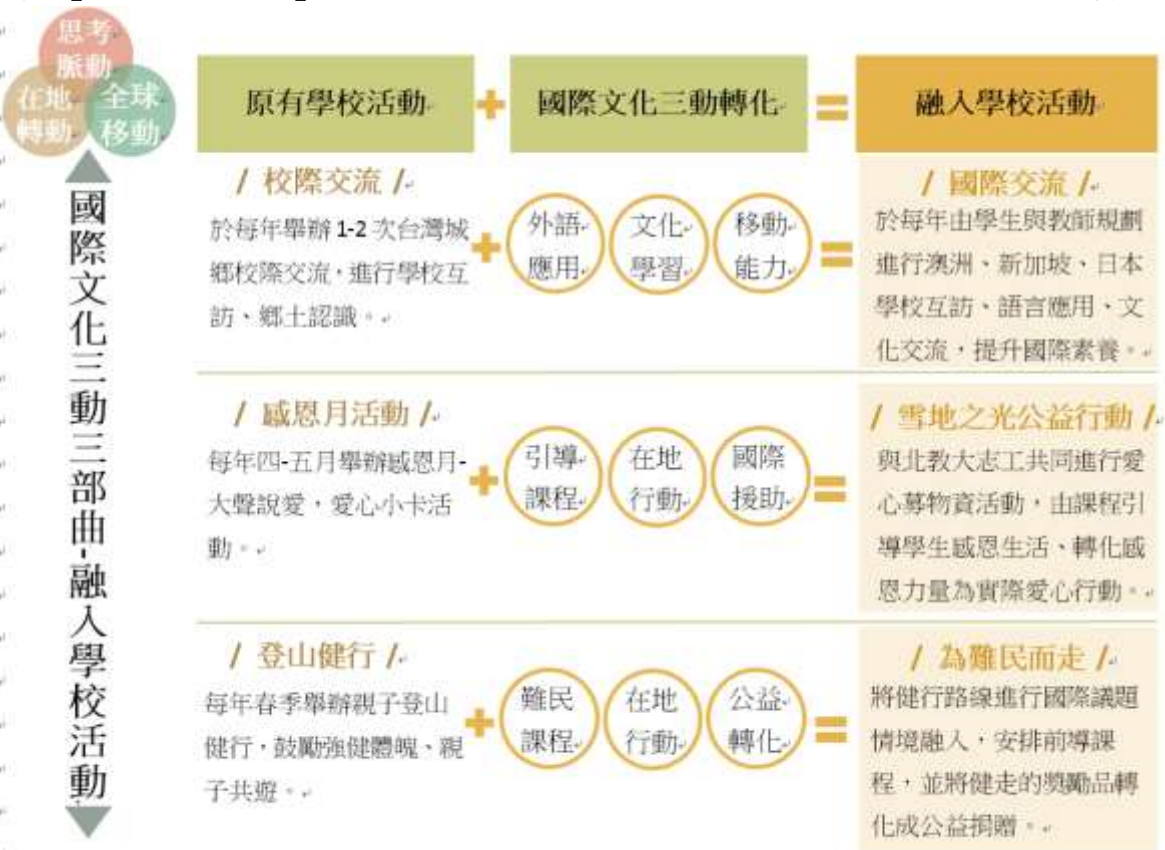 思考
脈動
在地
轉動
全球
移動
國際文化三動三部曲-融入學校活動
原有學校活動
+
國際文化三動轉化
=
融入學校活動
/ 校際交流 /
於每年舉辦 1-2 次台灣城
鄉校際交流，進行學校互
訪、鄉土認識。
+
外語
應用
文化
學習
移動
能力
=
/ 國際交流 /
於每年由學生與教師規劃
進行澳洲、新加坡、日本
學校互訪、語言應用、文
化交流，提升國際素養。
/ 感恩月活動 /
每年四-五月舉辦感恩月-
大聲說愛，愛心小卡活
動。
+
引導
課程
在地
行動
國際
援助
=
/ 雪地之光公益行動 /
與北教大志工共同進行愛
心募物資活動，由課程引
導學生感恩生活、轉化感
恩力量為實際愛心行動。
/ 登山健行 /
每年春季舉辦親子登山
健行，鼓勵強健體魄、親
子共遊。
+
難民
課程
在地
行動
公益
轉化
=
/ 為難民而走 /
將健行路線進行國際議題
情境融入，安排前導課
程，並將健走的獎勵品轉
化成公益捐贈。